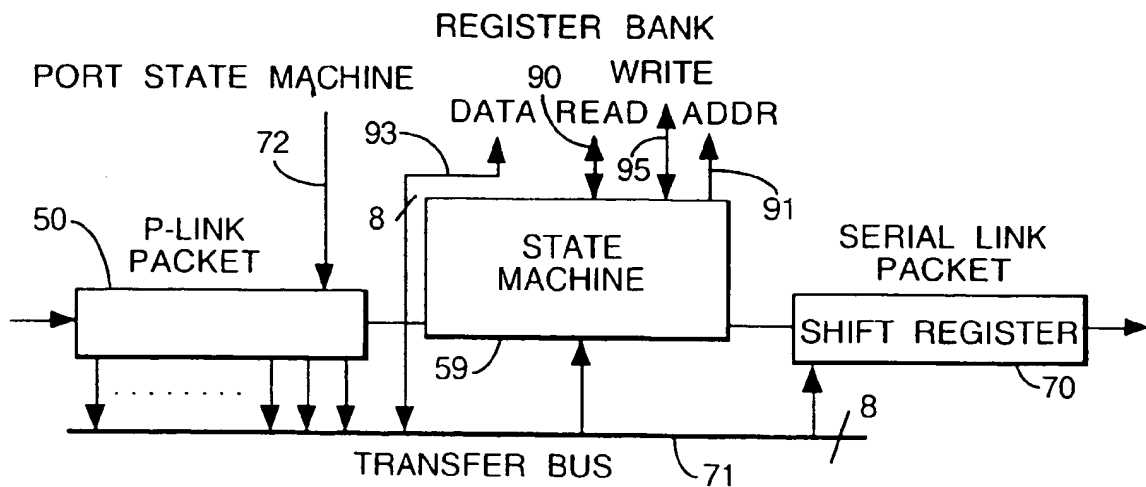 REGISTER BANK
PORT STATE MACHINE
90
WRITE
DATA READ ADDR
93
72
95
91
8
50
P-LINK
PACKET
STATE
MACHINE
SERIAL LINK
PACKET
SHIFT REGISTER
59
70
8
TRANSFER BUS
71